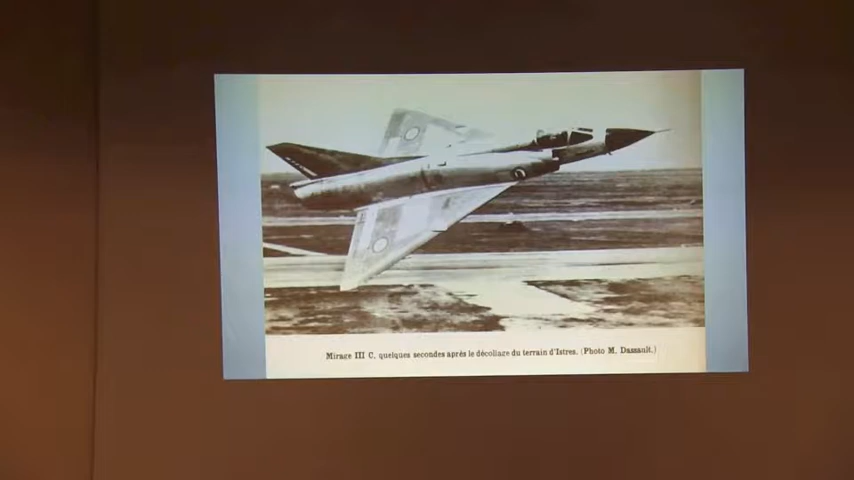 Mirage III C. quelques secondes après le décollage du terrain d'Istres. (Photo M. Dassault.)